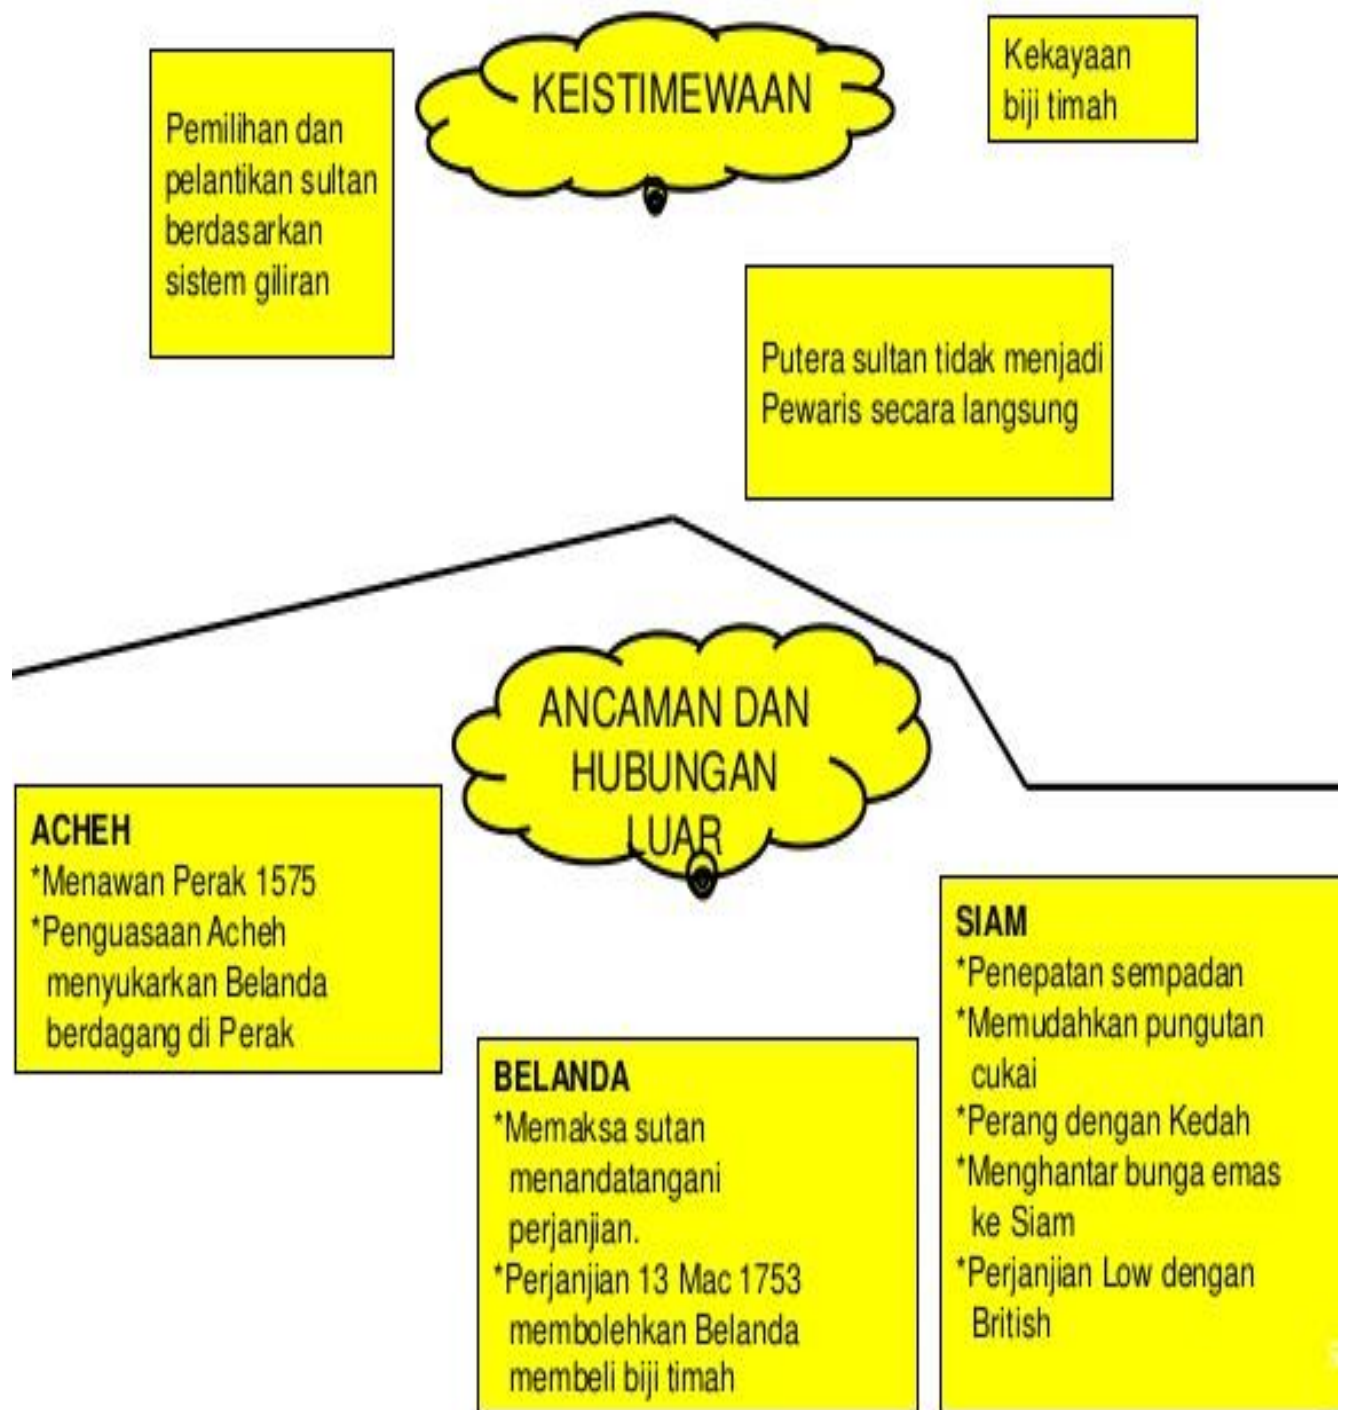 KEISTIMEWAAN
Pemilihan dan
pelantikan sultan
berdasarkan
sistem giliran
Kekayaan
biji timah
Putera sultan tidak menjadi
Pewaris secara langsung
ANCAMAN DAN
HUBUNGAN
LUAR
ACHEH
*Menawan Perak 1575
*Penguasaan Acheh
menyukarkan Belanda
berdagang di Perak
BELANDA
*Memaksa sutan
menandatangani
perjanjian.
*Perjanjian 13 Mac 1753
membolehkan Belanda
membeli biji timah
SIAM
*Penepatan sempadan
*Memudahkan pungutan
cukai
*Perang dengan Kedah
*Menghantar bunga emas
ke Siam
*Perjanjian Low dengan
British